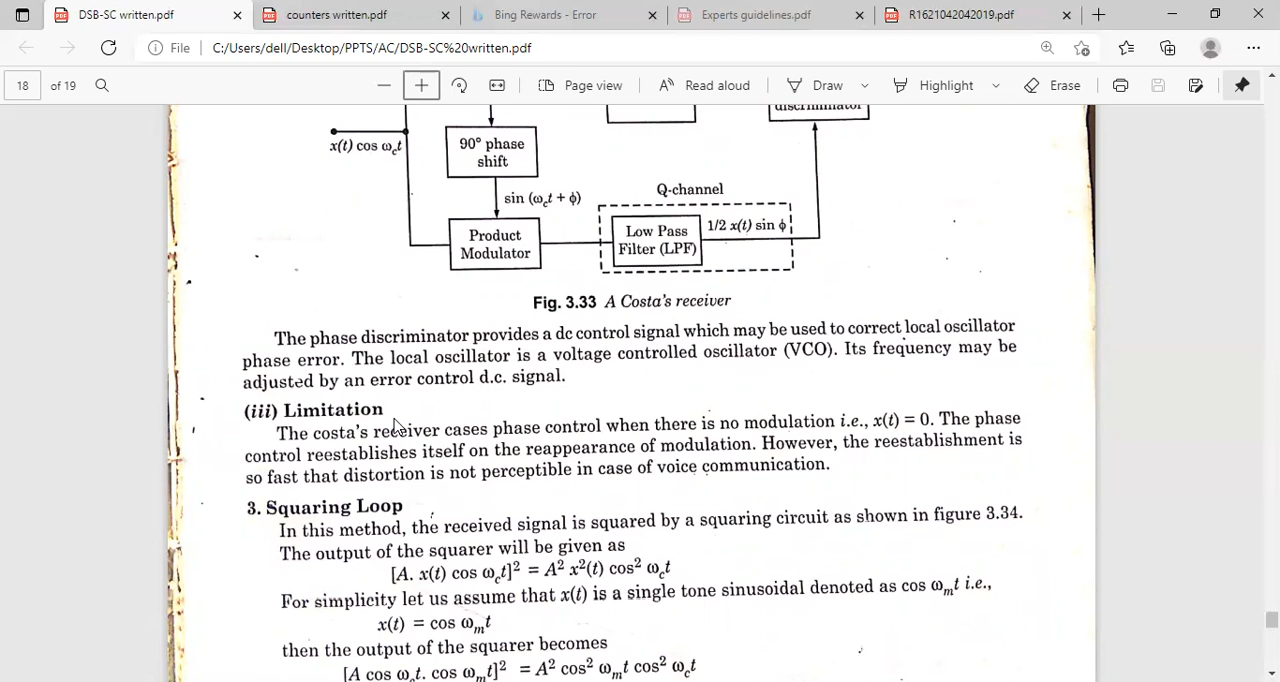 DSB-SC written.pdf
counters written.pdf
Bing Rewards - Error
Experts guidelines.pdf
R1621042042019.pdf
File
C:/Users/dell/Desktop/PPTS/AC/DSB-SC%20written.pdf
18 of 19
Page view
Read aloud
Draw
Highlight
Erase
discriminator
x(t) cos ω_c t
90° phase
shift
sin (ω_c t + ϕ)
Q-channel
Product
Modulator
Low Pass
Filter (LPF)
1/2 x(t) sin ϕ
Fig. 3.33 A Costa's receiver
The phase discriminator provides a dc control signal which may be used to correct local oscillator
phase error. The local oscillator is a voltage controlled oscillator (VCO). Its frequency may be
adjusted by an error control d.c. signal.
(iii) Limitation
The costa's receiver cases phase control when there is no modulation i.e., x(t) = 0. The phase
control reestablishes itself on the reappearance of modulation. However, the reestablishment is
so fast that distortion is not perceptible in case of voice communication.
3. Squaring Loop
In this method, the received signal is squared by a squaring circuit as shown in figure 3.34.
The output of the squarer will be given as
[A. x(t) cos ω_c t]² = A² x²(t) cos² ω_c t
For simplicity let us assume that x(t) is a single tone sinusoidal denoted as cos ω_m t i.e.,
x(t) = cos ω_m t
then the output of the squarer becomes
[A cos ω_c t. cos ω_m t]² = A² cos² ω_m t cos² ω_c t